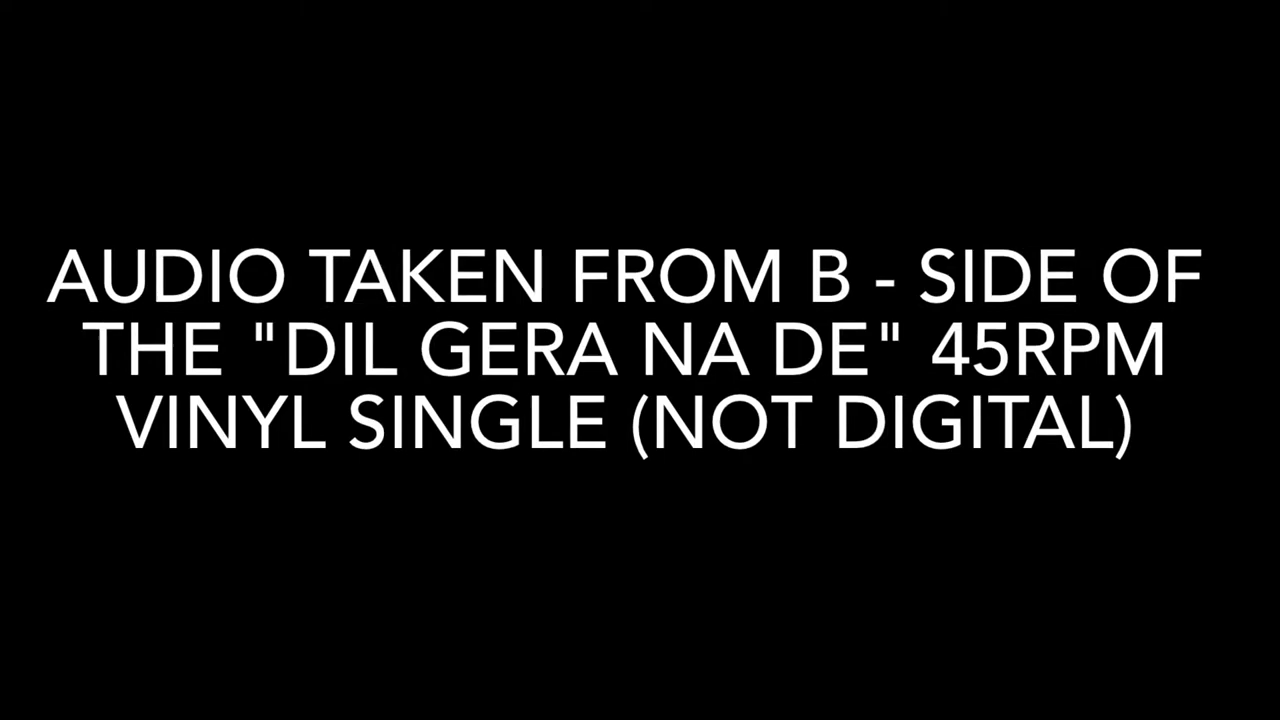 AUDIO TAKEN FROM B - SIDE OF
THE "DIL GERA NA DE" 45RPM
VINYL SINGLE (NOT DIGITAL)